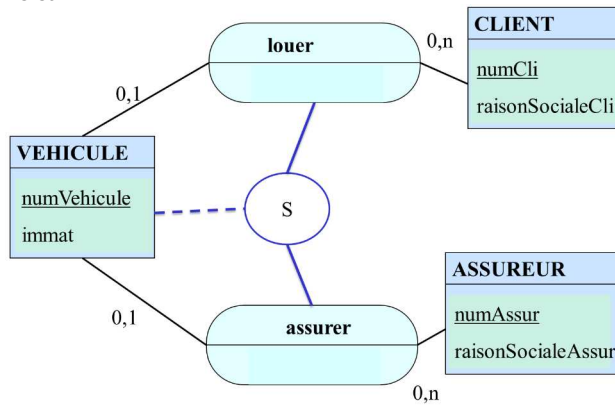 louer
0,n
CLIENT
numCli
raisonSocialeCli
0,1
VEHICULE
numVehicule
immat
S
ASSUREUR
numAssur
raisonSocialeAssur
0,1
assurer
0,n